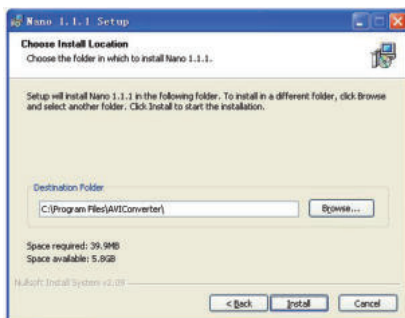 Nano 1.1.1 Setup
Choose Install Location
Choose the folder in which to install Nano 1.1.1.
Setup will install Nano 1.1.1 in the following folder. To install in a different folder, click Browse
and select another folder. Click Install to start the installation.
Destination Folder
C:\Program Files\AVIConverter\
Browse...
Space required: 39.9MB
Space available: 5.8GB
Nullsoft Install System v2.09
< Back
Install
Cancel